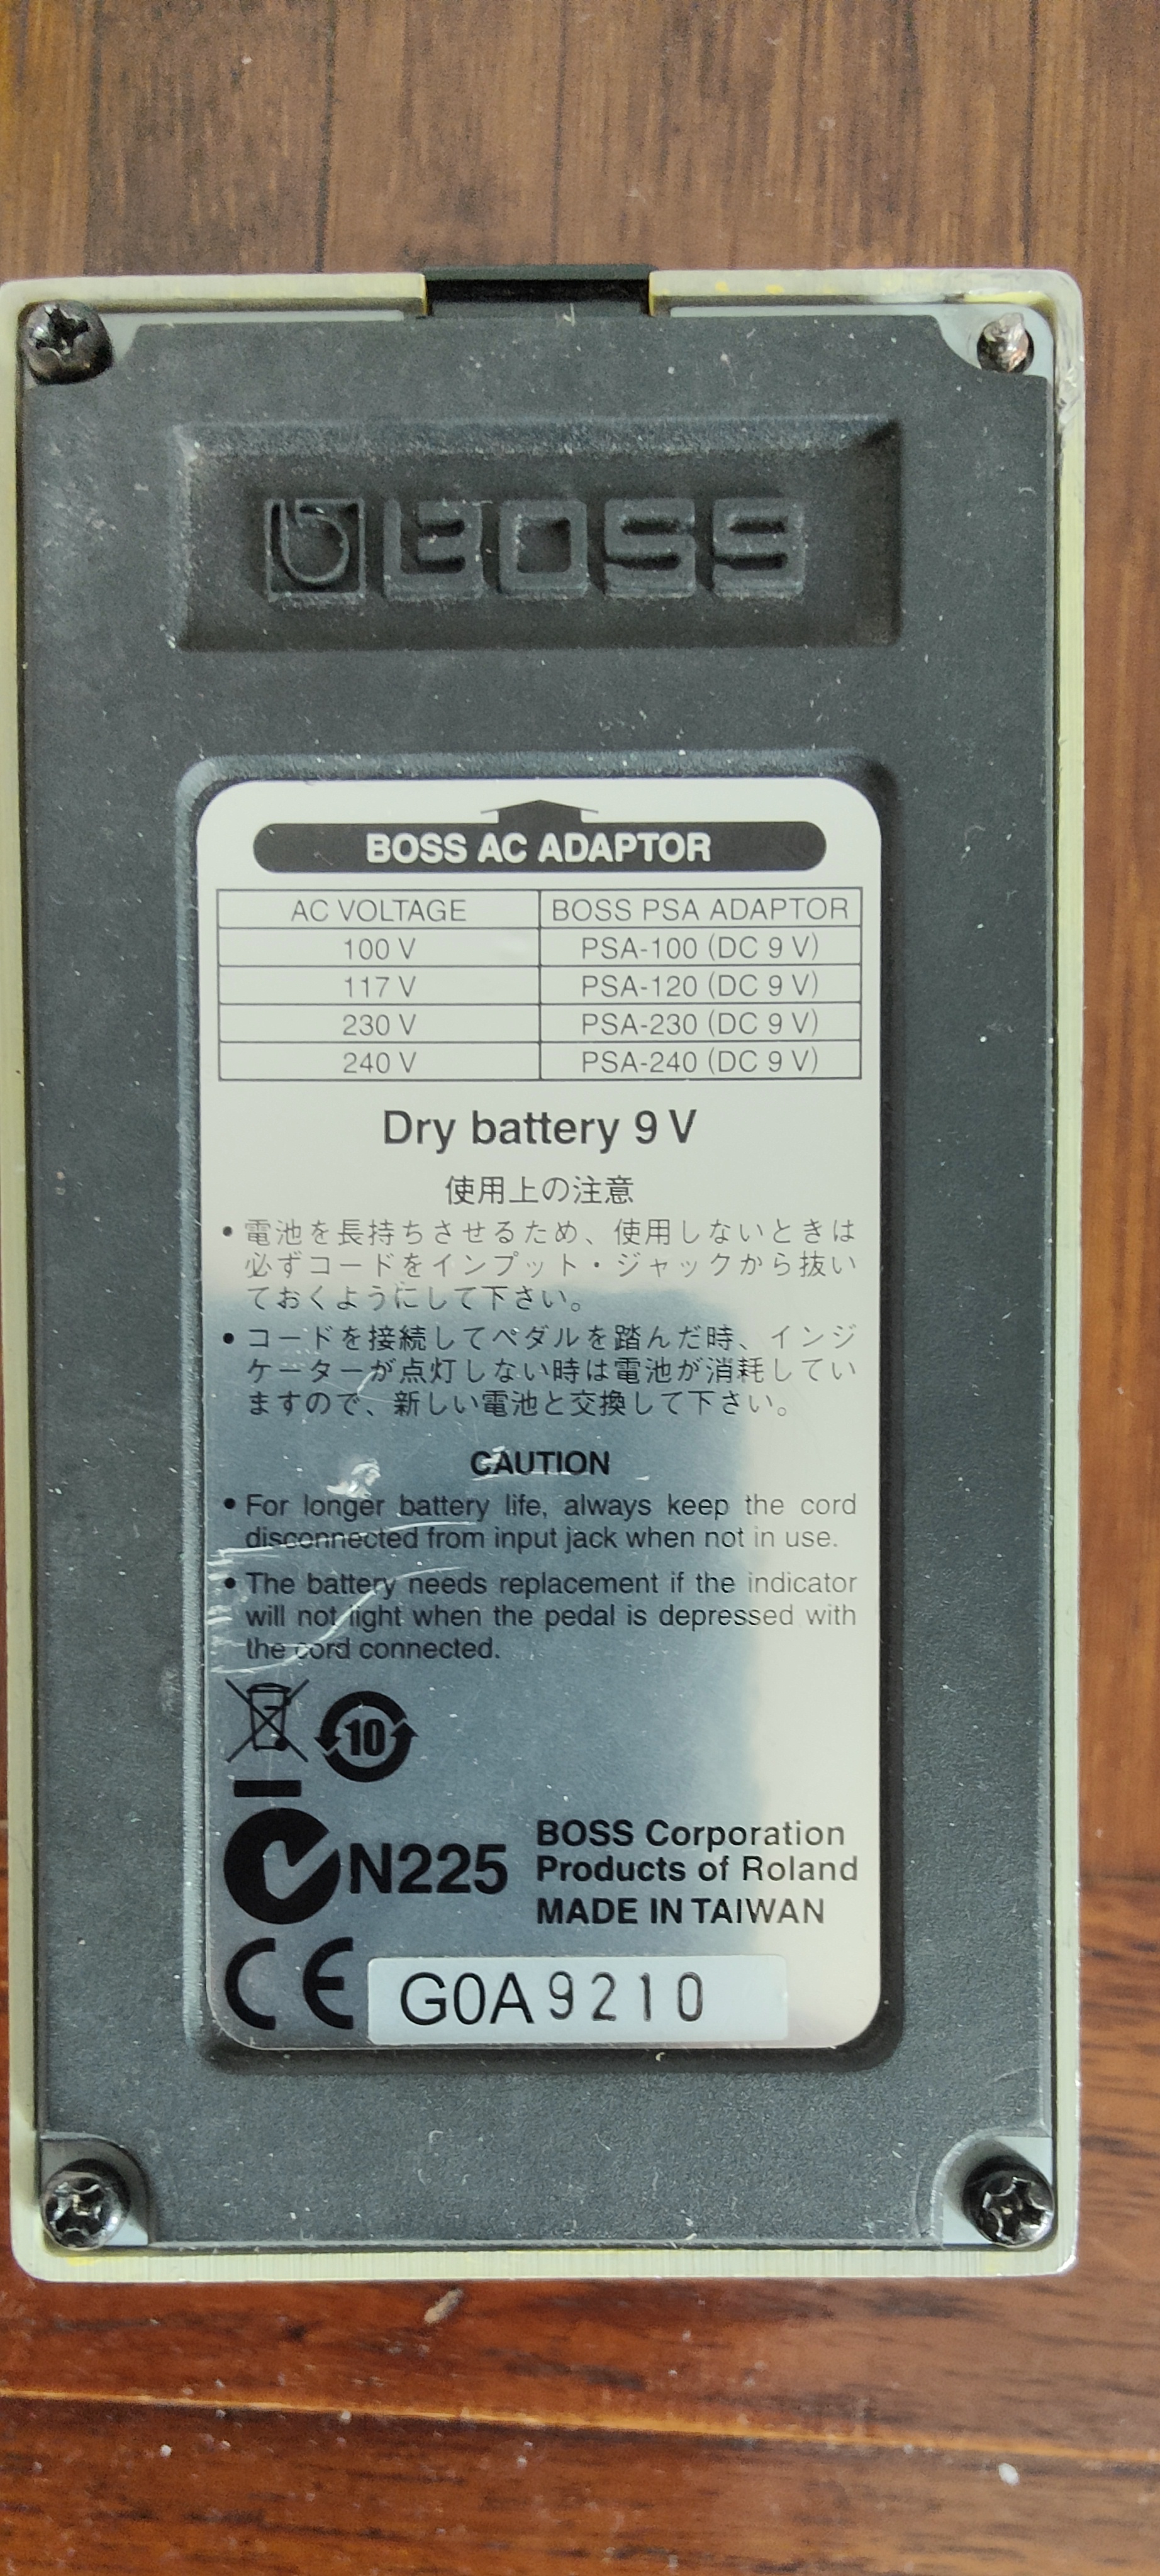 BOSS
BOSS AC ADAPTOR
AC VOLTAGE BOSS PSA ADAPTOR
100 V PSA-100 (DC 9 V)
117 V PSA-120 (DC 9 V)
230 V PSA-230 (DC 9 V)
240 V PSA-240 (DC 9 V)
Dry battery 9 V
使用上の注意
• 電池を長持ちさせるため、使用しないときは
必ずコードをインプット・ジャックから抜い
ておくようにして下さい。
• コードを接続してペダルを踏んだ時、インジ
ケーターが点灯しない時は電池が消耗してい
ますので、新しい電池と交換して下さい。
CAUTION
• For longer battery life, always keep the cord
disconnected from input jack when not in use.
• The battery needs replacement if the indicator
will not light when the pedal is depressed with
the cord connected.
10
N225
BOSS Corporation
Products of Roland
MADE IN TAIWAN
CE
G0A9210